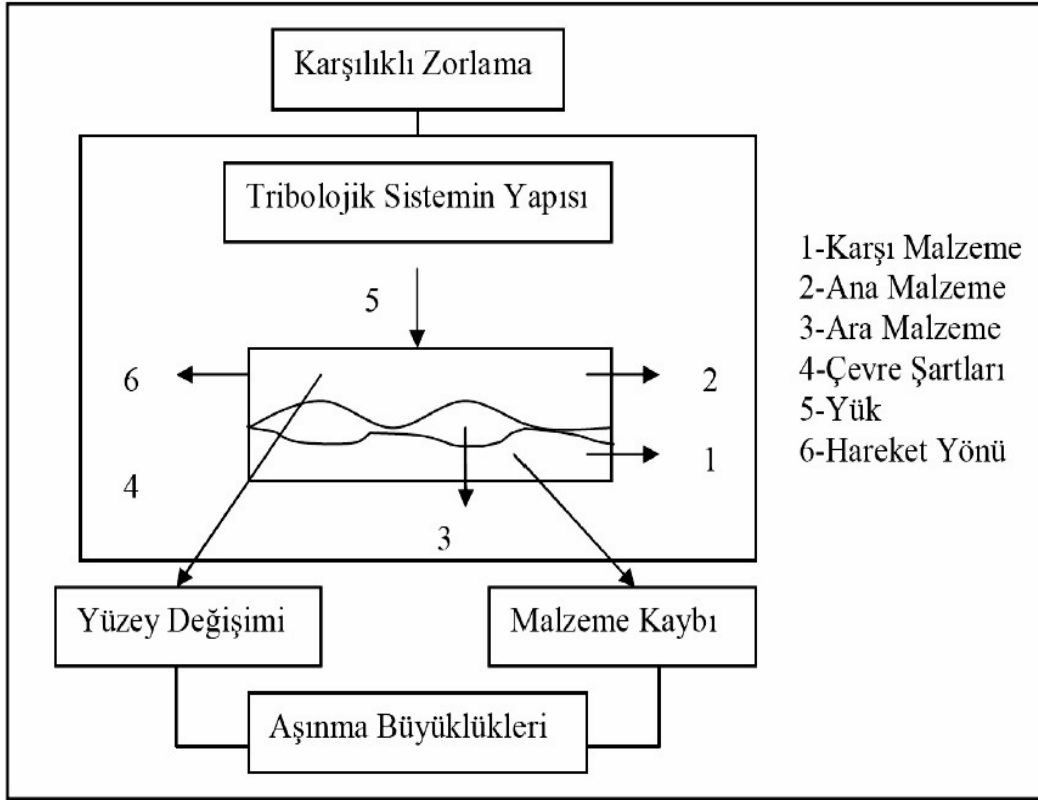 Karşılıklı Zorlama
Tribolojik Sistemin Yapısı
5
6
2
1
4
3
1-Karşı Malzeme
2-Ana Malzeme
3-Ara Malzeme
4-Çevre Şartları
5-Yük
6-Hareket Yönü
Yüzey Değişimi
Malzeme Kaybı
Aşınma Büyüklükleri